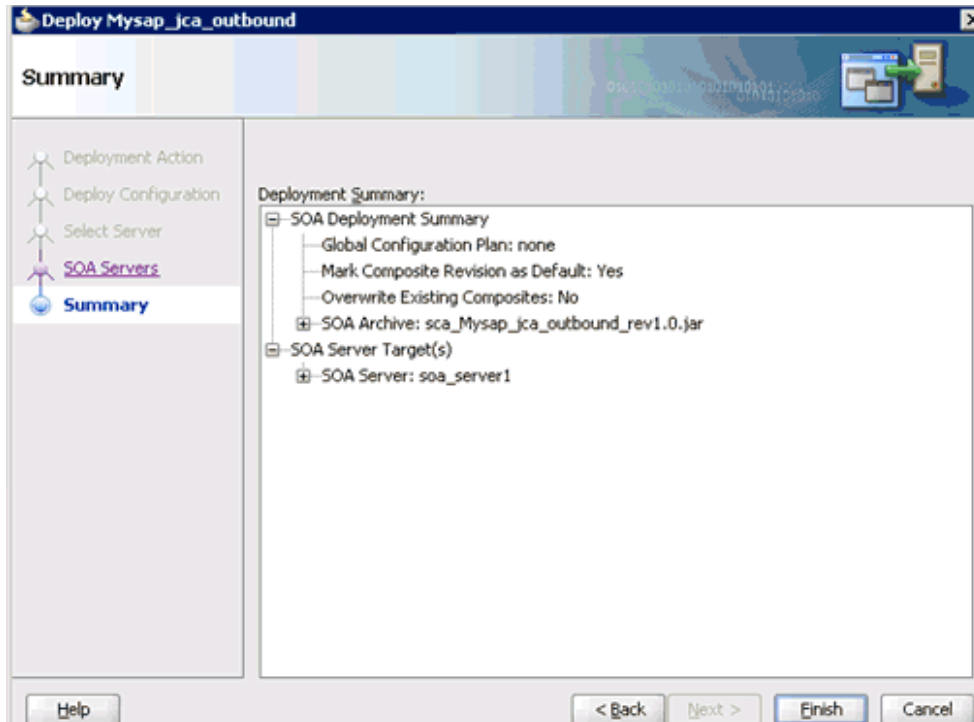 Deploy Mysap_jca_outbound
Summary
Deployment Action
Deploy Configuration
Select Server
SOA Servers
Summary
Deployment Summary:
SOA Deployment Summary
Global Configuration Plan: none
Mark Composite Revision as Default: Yes
Overwrite Existing Composites: No
SOA Archive: sca_Mysap_jca_outbound_rev1.0.jar
SOA Server Target(s)
SOA Server: soa_server1
Help
< Back
Next >
Finish
Cancel